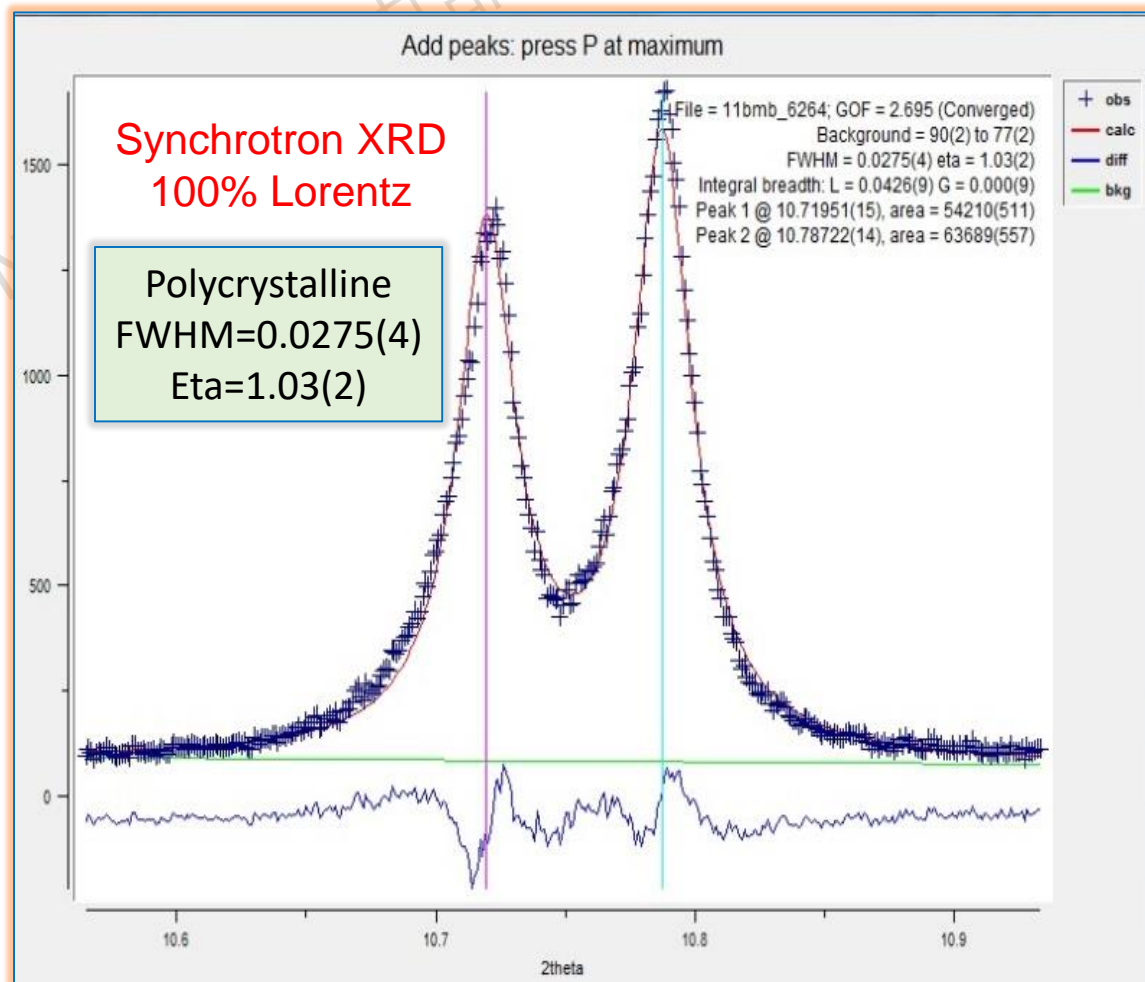 Add peaks: press P at maximum
Synchrotron XRD
100% Lorentz
Polycrystalline
FWHM=0.0275(4)
Eta=1.03(2)
File = 11bmb_6264; GOF = 2.695 (Converged)
Background = 90(2) to 77(2)
FWHM = 0.0275(4) eta = 1.03(2)
Integral breadth: L = 0.0426(9) G = 0.000(9)
Peak 1 @ 10.71951(15), area = 54210(511)
Peak 2 @ 10.78722(14), area = 63689(557)
obs
calc
diff
bkg
1500
1000
500
0
10.6
10.7
10.8
10.9
2theta